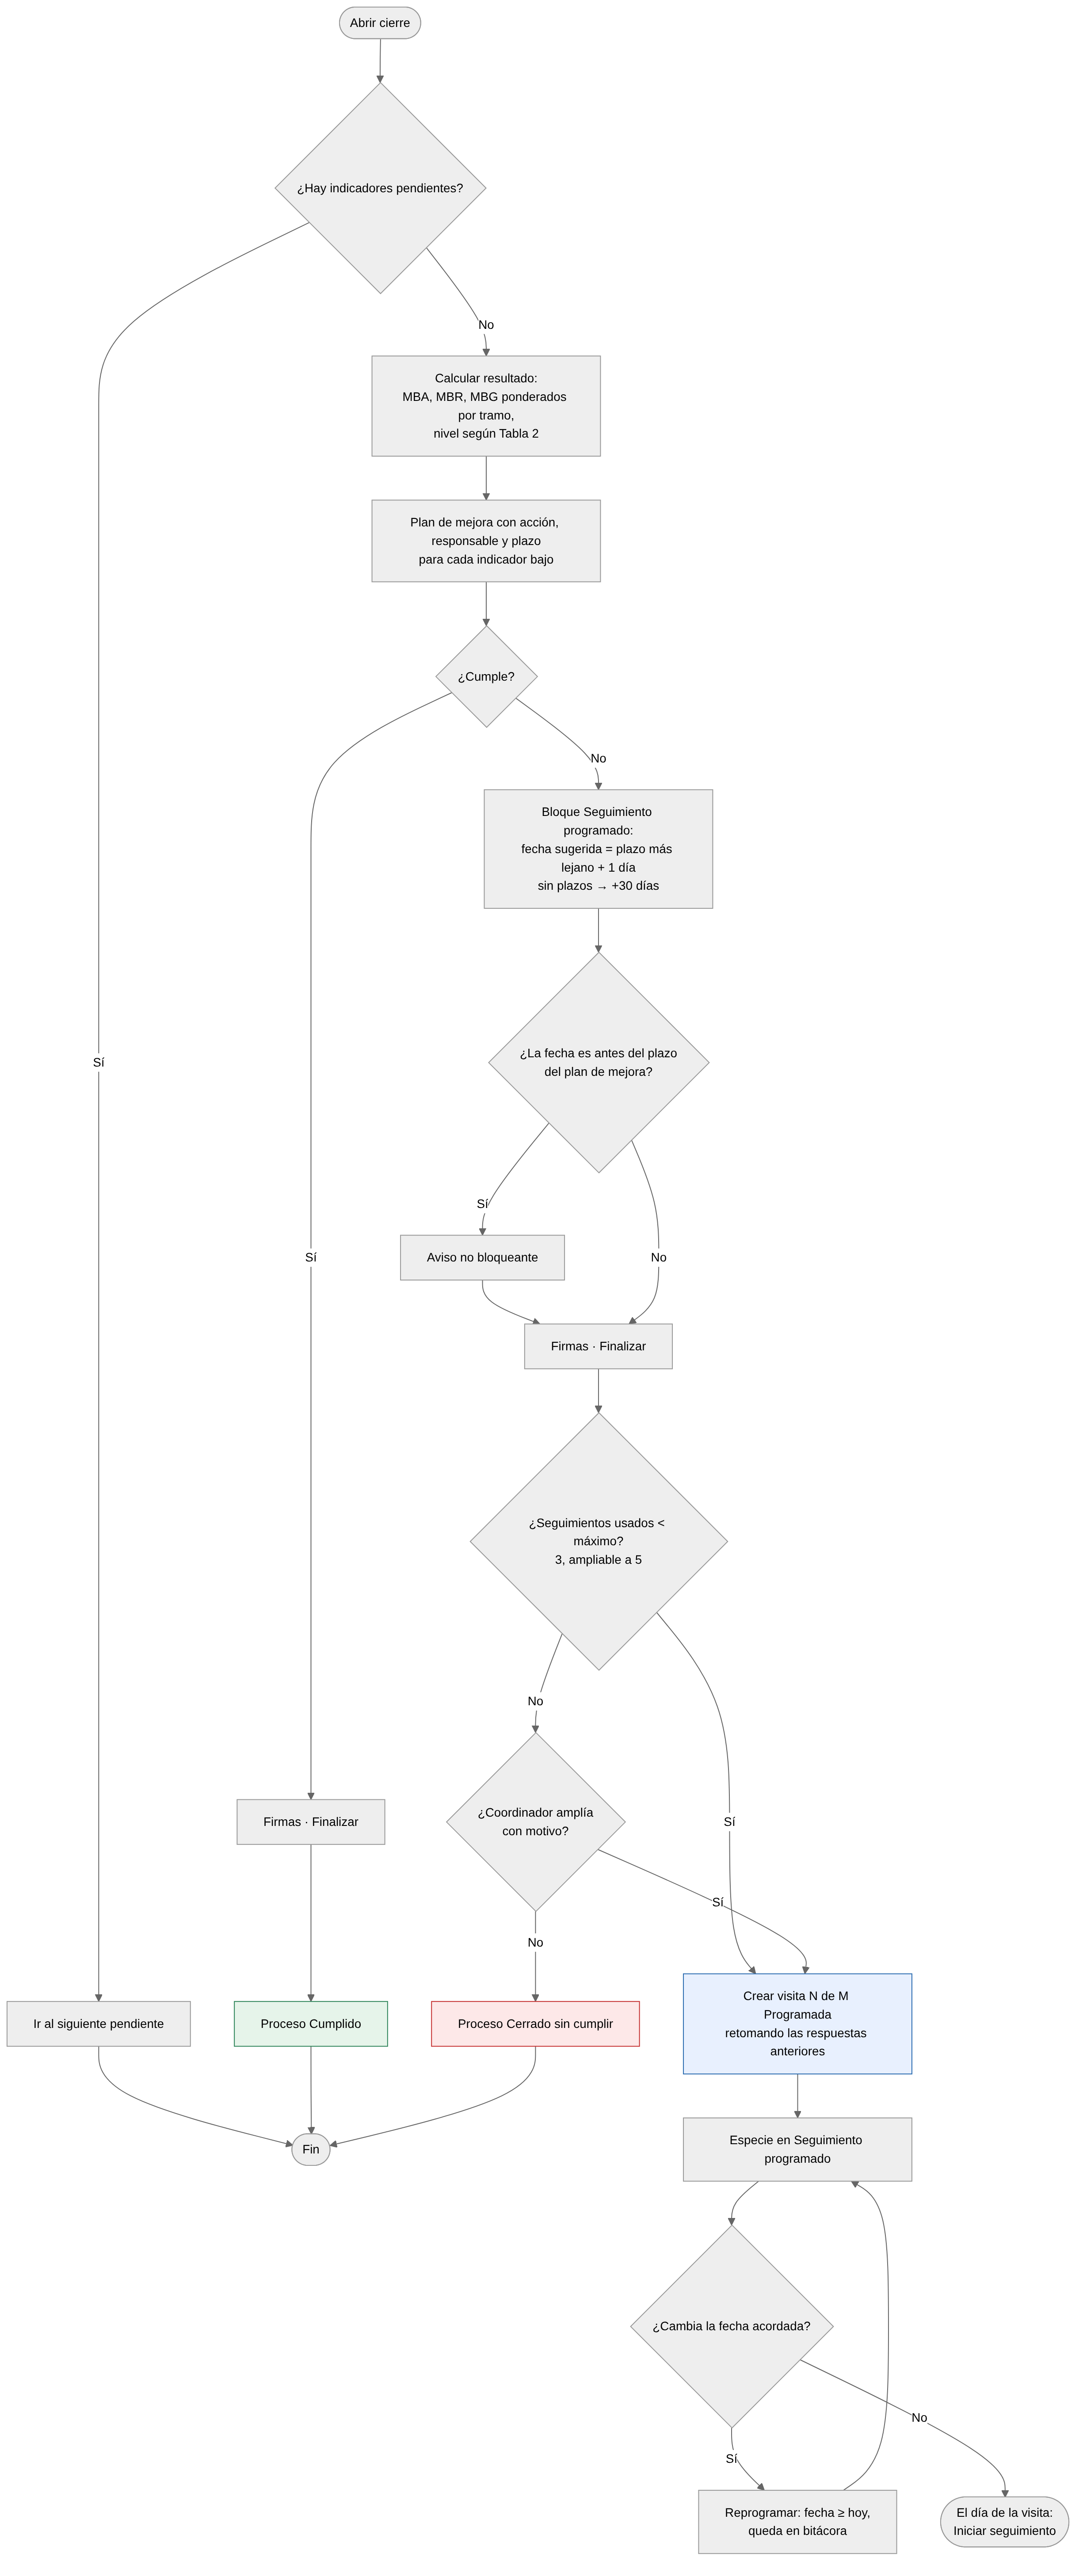 Abrir cierre
¿Hay indicadores pendientes?
No
Calcular resultado:
MBA, MBR, MBG ponderados
por tramo,
nivel según Tabla 2
Plan de mejora con acción,
responsable y plazo
para cada indicador bajo
¿Cumple?
No
Bloque Seguimiento
programado:
fecha sugerida = plazo más
lejano + 1 día
sin plazos → +30 días
¿La fecha es antes del plazo
del plan de mejora?
Sí
Sí
Aviso no bloqueante
Sí
No
Firmas · Finalizar
¿Seguimientos usados <
máximo?
3, ampliable a 5
No
Firmas · Finalizar
¿Coordinador amplía
con motivo?
Sí
Sí
No
Ir al siguiente pendiente
Proceso Cumplido
Proceso Cerrado sin cumplir
Crear visita N de M
Programada
retomando las respuestas
anteriores
Fin
Especie en Seguimiento
programado
¿Cambia la fecha acordada?
No
Sí
Reprogramar: fecha ≥ hoy,
queda en bitácora
El día de la visita:
Iniciar seguimiento